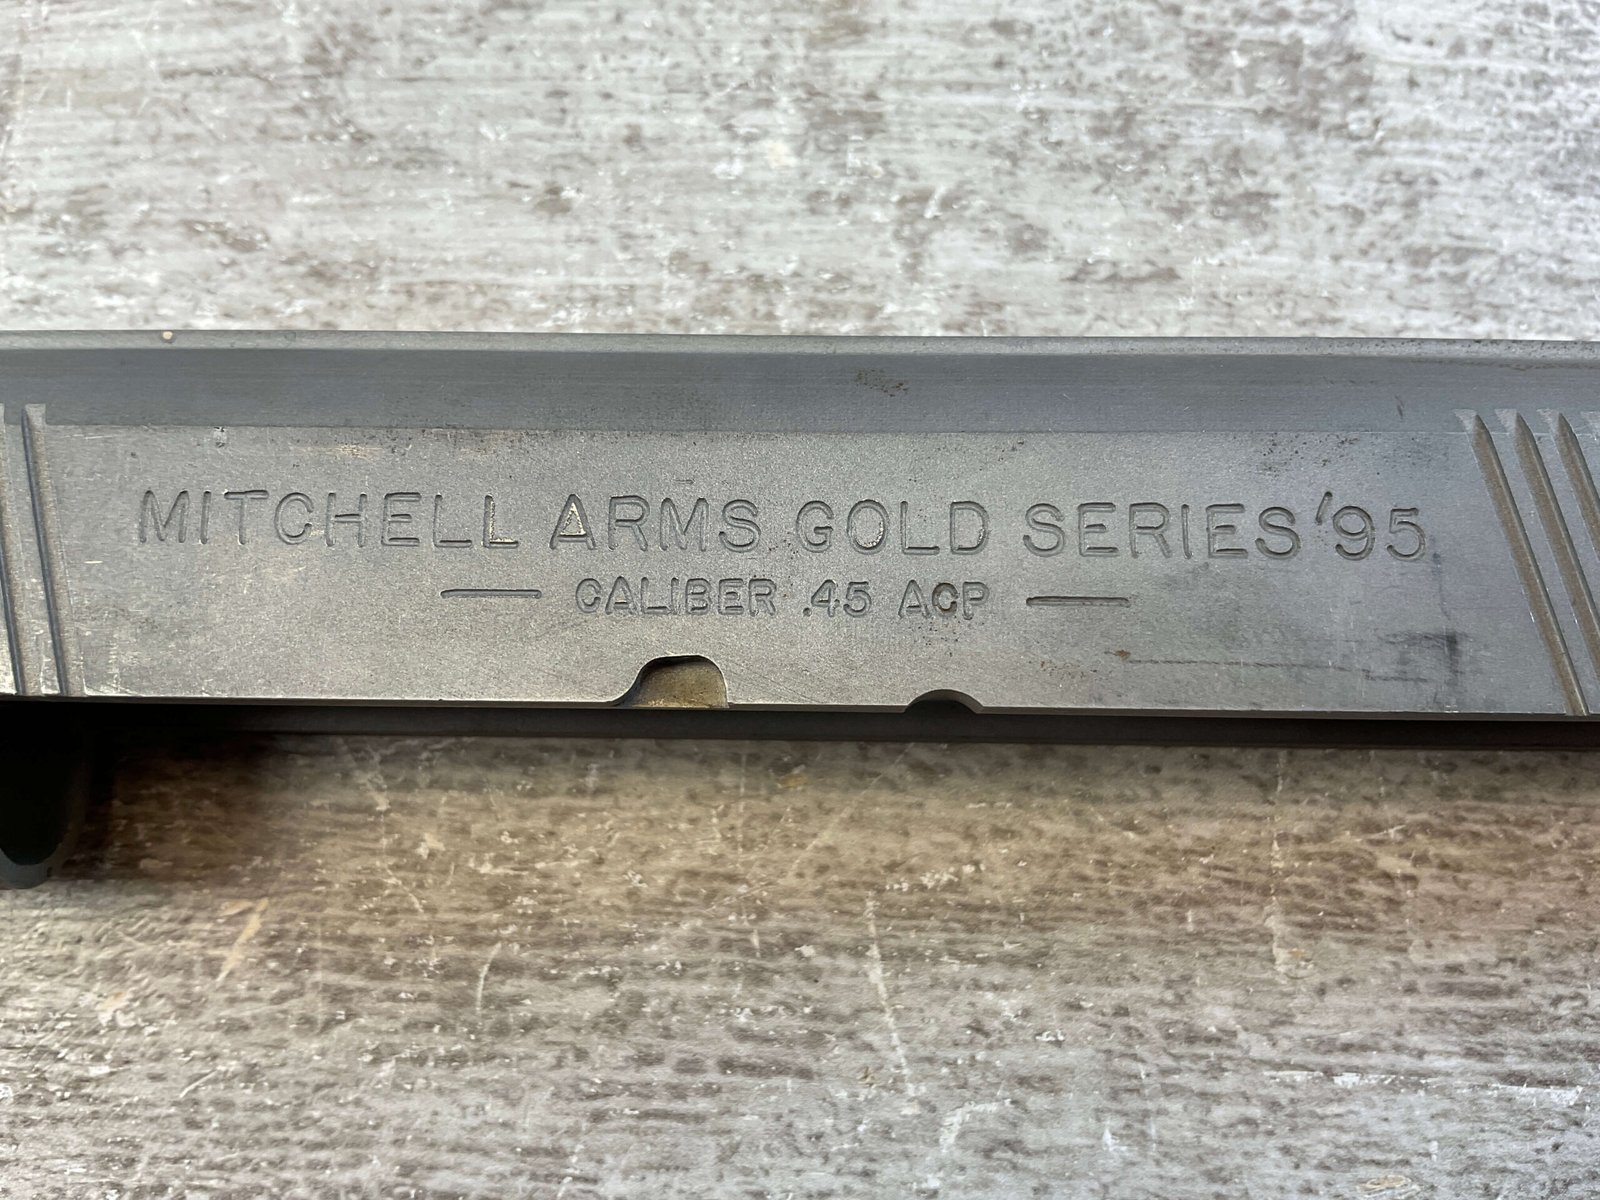 MITCHELL ARMS GOLD SERIES '95
— CALIBER .45 ACP —